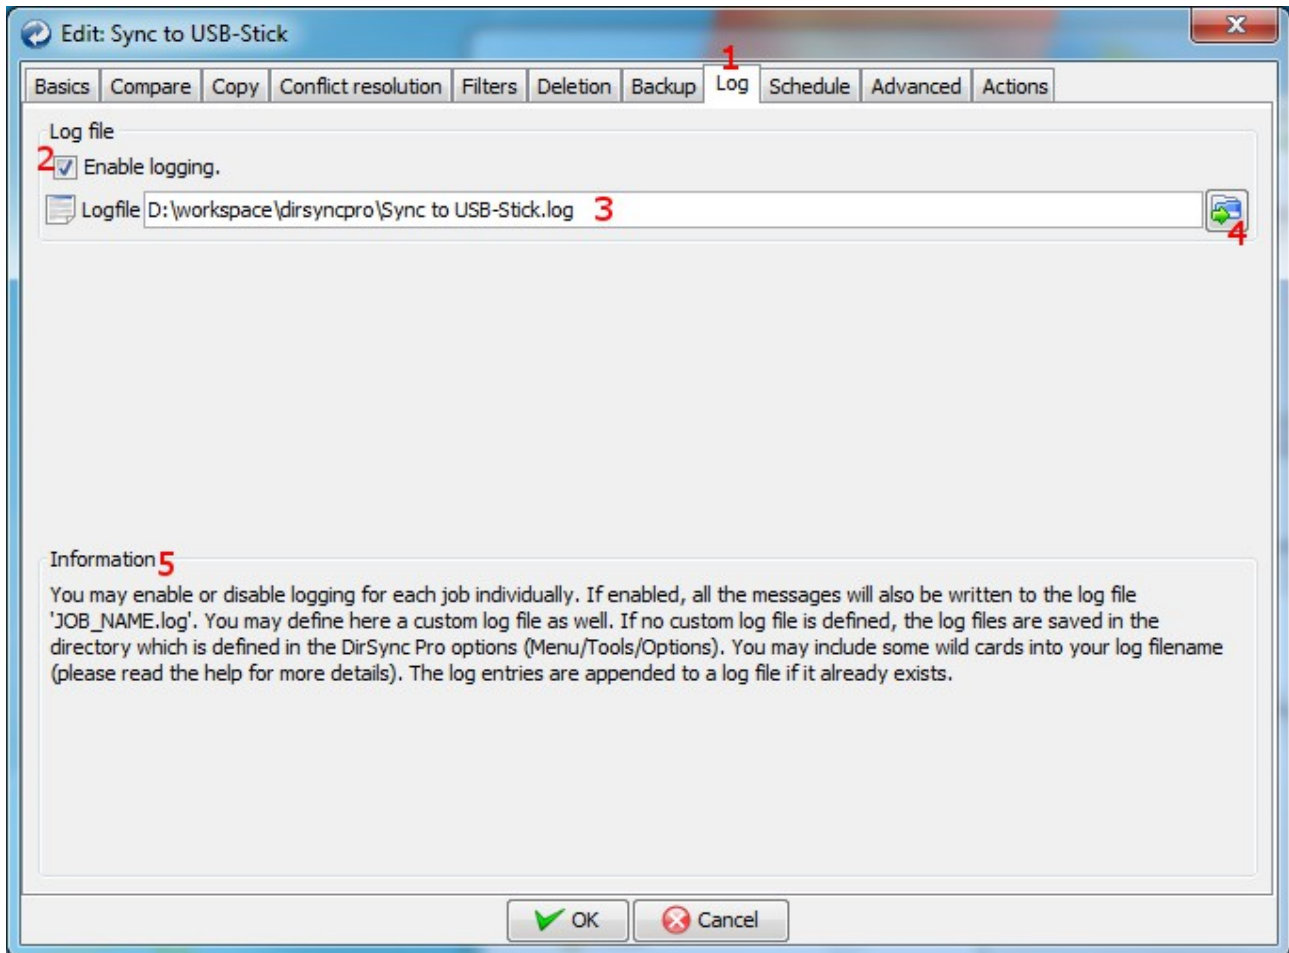 Edit: Sync to USB-Stick
1
Basics Compare Copy Conflict resolution Filters Deletion Backup Log Schedule Advanced Actions
Log file
2 Enable logging.
Logfile D:\workspace\dirsyncpro\Sync to USB-Stick.log 3
4
Information 5
You may enable or disable logging for each job individually. If enabled, all the messages will also be written to the log file
'JOB_NAME.log'. You may define here a custom log file as well. If no custom log file is defined, the log files are saved in the
directory which is defined in the DirSync Pro options (Menu/Tools/Options). You may include some wild cards into your log filename
(please read the help for more details). The log entries are appended to a log file if it already exists.
OK Cancel